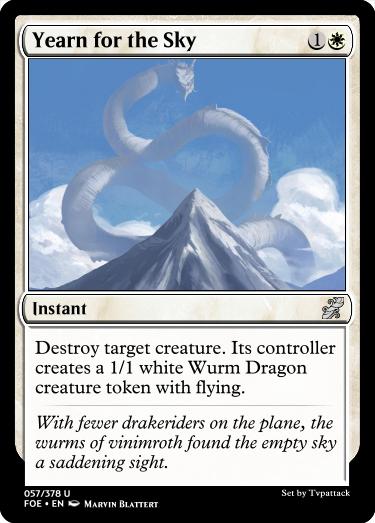 Yearn for the Sky 1
Instant
Destroy target creature. Its controller
creates a 1/1 white Wurm Dragon
creature token with flying.
With fewer drakeriders on the plane, the
wurms of vinimroth found the empty sky
a saddening sight.
057/378 U
FOE • EN Marvin Blattert
Set by Tvpattack